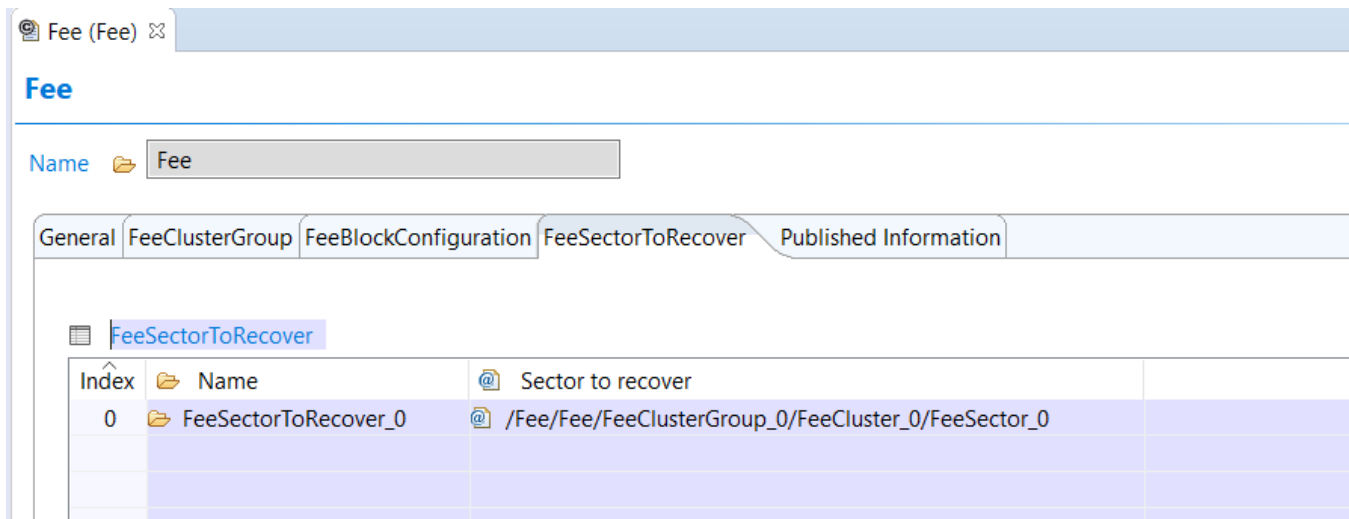 Fee (Fee)
Fee
Name Fee
General FeeClusterGroup FeeBlockConfiguration FeeSectorToRecover Published Information
FeeSectorToRecover
Index Name Sector to recover
0 FeeSectorToRecover_0 /Fee/Fee/FeeClusterGroup_0/FeeCluster_0/FeeSector_0